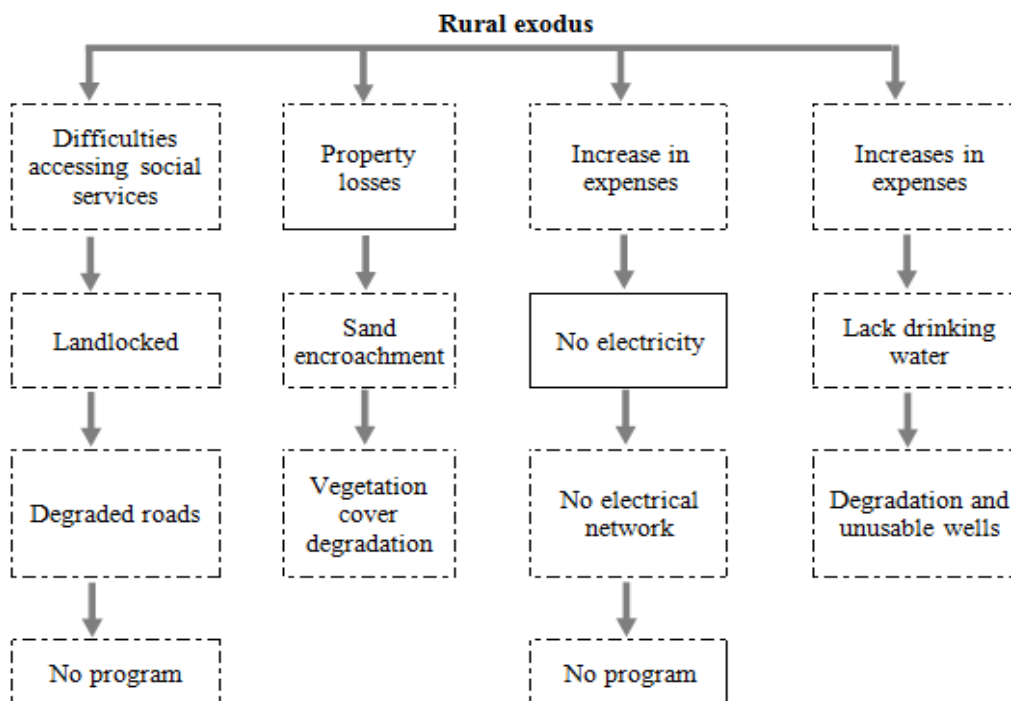 Rural exodus
Difficulties
accessing social
services
Property
losses
Increase in
expenses
Increases in
expenses
Landlocked
Sand
encroachment
No electricity
Lack drinking
water
Degraded roads
Vegetation
cover
degradation
No electrical
network
Degradation and
unusable wells
No program
No program